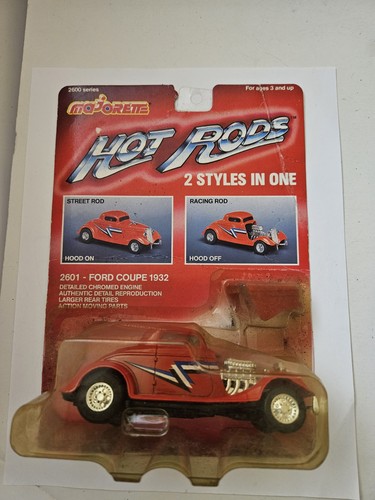 2600 series
For ages 3 and up
MAJORETTE
HOT RODS
2 STYLES IN ONE
STREET ROD
HOOD ON
RACING ROD
HOOD OFF
2601 - FORD COUPE 1932
DETAILED CHROMED ENGINE
AUTHENTIC DETAIL REPRODUCTION
LARGER REAR TIRES
ACTION MOVING PARTS